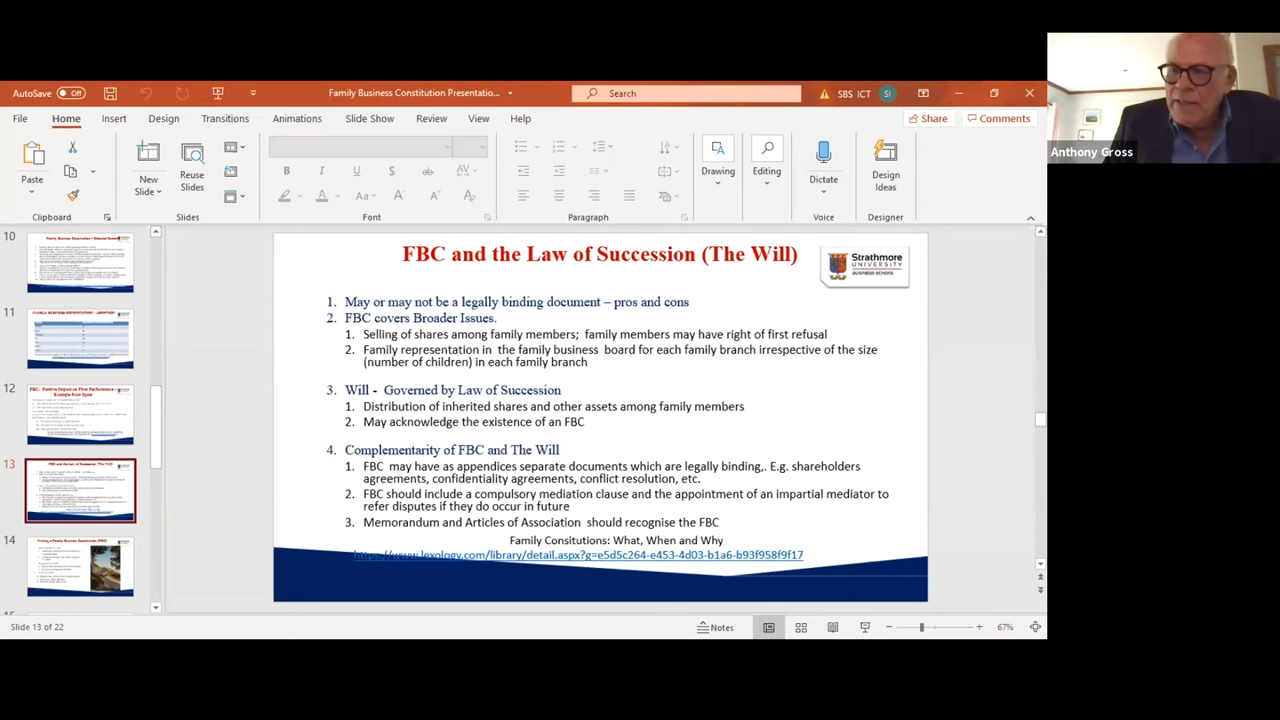 AutoSave Off
Family Business Constitution Presentatio...
Search
SBS ICT
SI
File Home Insert Design Transitions Animations Slide Show Review View Help
Share
Comments
Paste
New Slide
Reuse Slides
Drawing
Editing
Dictate
Design Ideas
Clipboard
Slides
Font
Paragraph
Voice
Designer
Anthony Gross
10
11
12
13
14
FBC and the Law of Succession (The Will)
Strathmore
UNIVERSITY
BUSINESS SCHOOL
1. May or may not be a legally binding document – pros and cons
2. FBC covers Broader Issues.
1. Selling of shares among family members; family members may have right to first refusal
2. Family representation in the family business board for each family branch irrespective of the size
(number of children) in each family branch
3. Will - Governed by Law of Succession
1. Distribution of inherited shares and other assets among family members
2. May acknowledge the existence of an FBC
4. Complementarity of FBC and The Will
1. FBC may have as appendices separate documents which are legally binding. E.g. shareholders
agreements, confidentiality agreements, conflict resolution, etc.
2. FBC should include a mandatory mediation clause and the appointment of an impartial mediator to
refer disputes if they do occur in future
3. Memorandum and Articles of Association should recognise the FBC
Family Consitutions: What, When and Why
https://www.lexology.com/library/detail.aspx?g=e5d5c264-e453-4d03-b1a6-b93f958f9f17
Slide 13 of 22
Notes
67%